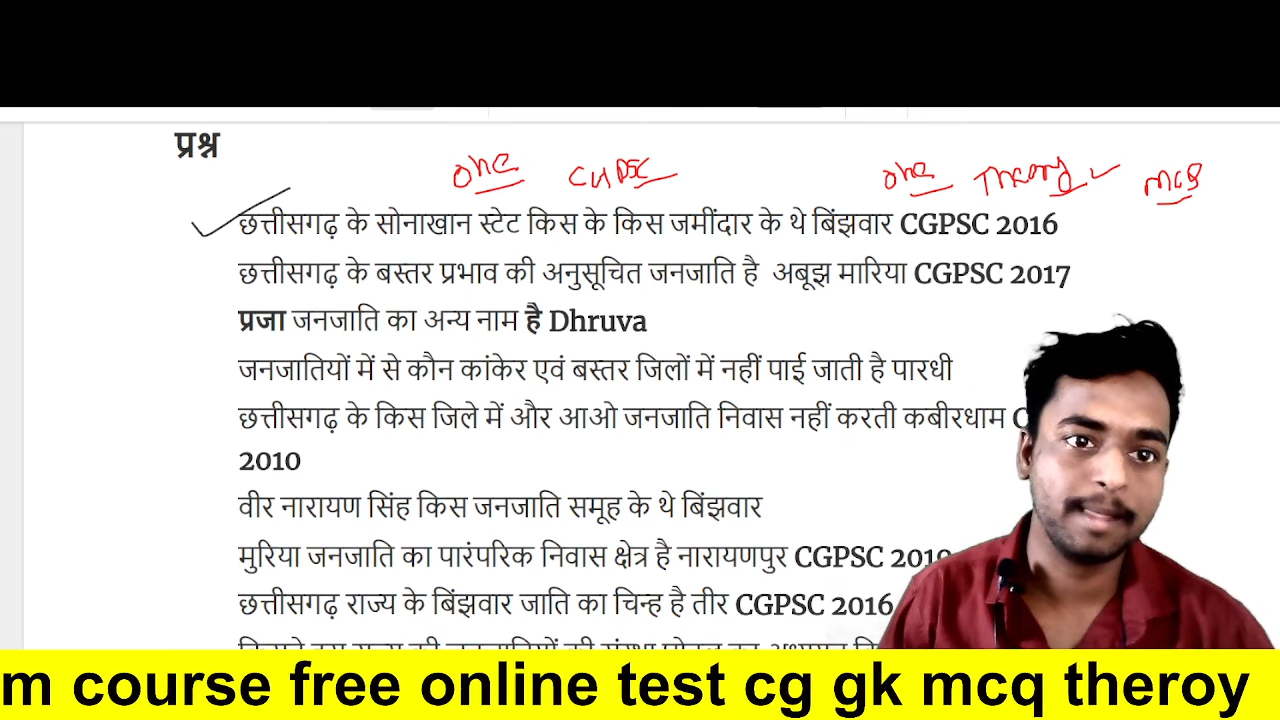 प्रश्न
one CGPSC one Theory MCQ
छत्तीसगढ़ के सोनाखान स्टेट किस के किस जमींदार के थे बिंझवार CGPSC 2016
छत्तीसगढ़ के बस्तर प्रभाव की अनुसूचित जनजाति है अबूझ मारिया CGPSC 2017
प्रजा जनजाति का अन्य नाम है Dhruva
जनजातियों में से कौन कांकेर एवं बस्तर जिलों में नहीं पाई जाती है पारधी
छत्तीसगढ़ के किस जिले में और आओ जनजाति निवास नहीं करती कबीरधाम
2010
वीर नारायण सिंह किस जनजाति समूह के थे बिंझवार
मुरिया जनजाति का पारंपरिक निवास क्षेत्र है नारायणपुर CGPSC 2019
छत्तीसगढ़ राज्य के बिंझवार जाति का चिन्ह है तीर CGPSC 2016
m course free online test cg gk mcq theroy